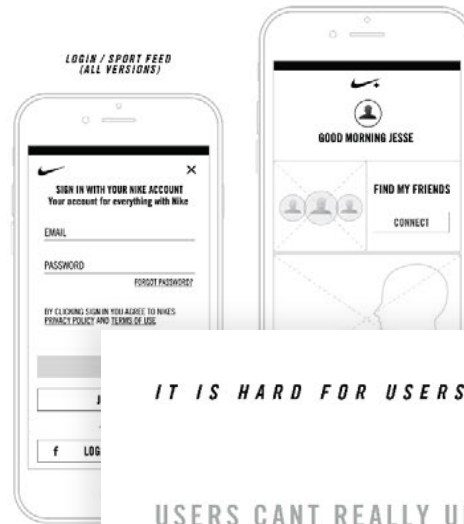 LOGIN / SPORT FEED
(ALL VERSIONS)
SIGN IN WITH YOUR NIKE ACCOUNT
Your account for everything with Nike
EMAIL
PASSWORD
FORGOT PASSWORD?
BY CLICKING SIGN IN YOU AGREE TO NIKES
PRIVACY POLICY AND TERMS OF USE
J
f LOG
GOOD MORNING JESSE
FIND MY FRIENDS
CONNECT
IT IS HARD FOR USERS
USERS CANT REALLY U